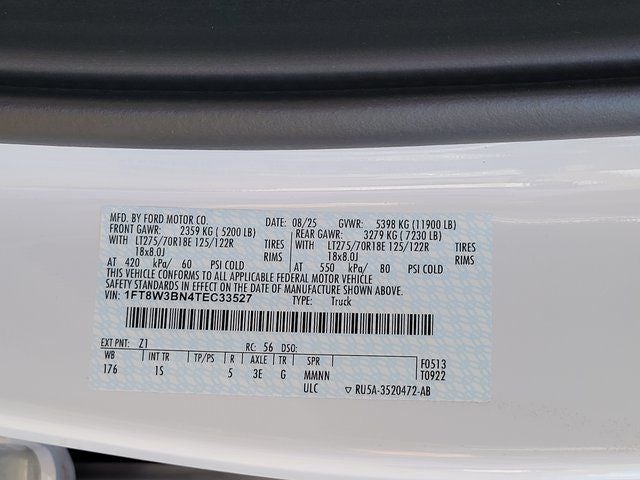 MFD. BY FORD MOTOR CO. 08/25 GVWR: 5398 KG (11900 LB)
FRONT GAWR: 2359 KG ( 5200 LB) REAR GAWR: 3279 KG ( 7230 LB)
WITH LT275/70R18E 125/122R TIRES WITH LT275/70R18E 125/122R TIRES
18x8.0J RIMS 18x8.0J RIMS
AT 420 kPa/ 60 PSI COLD AT 550 kPa/ 80 PSI COLD
THIS VEHICLE CONFORMS TO ALL APPLICABLE FEDERAL MOTOR VEHICLE
SAFETY STANDARDS IN EFFECT ON THE DATE OF MANUFACTURE SHOWN ABOVE.
VIN: 1FT8W3BN4TEC33527 TYPE: Truck
EXT PNT: Z1 RC: 56 DSO: F0513
WB INT TR TP/PS R AXLE TR SPR T0922
176 1S 5 3E G MMNN
ULC ▽ RU5A-3520472-AB